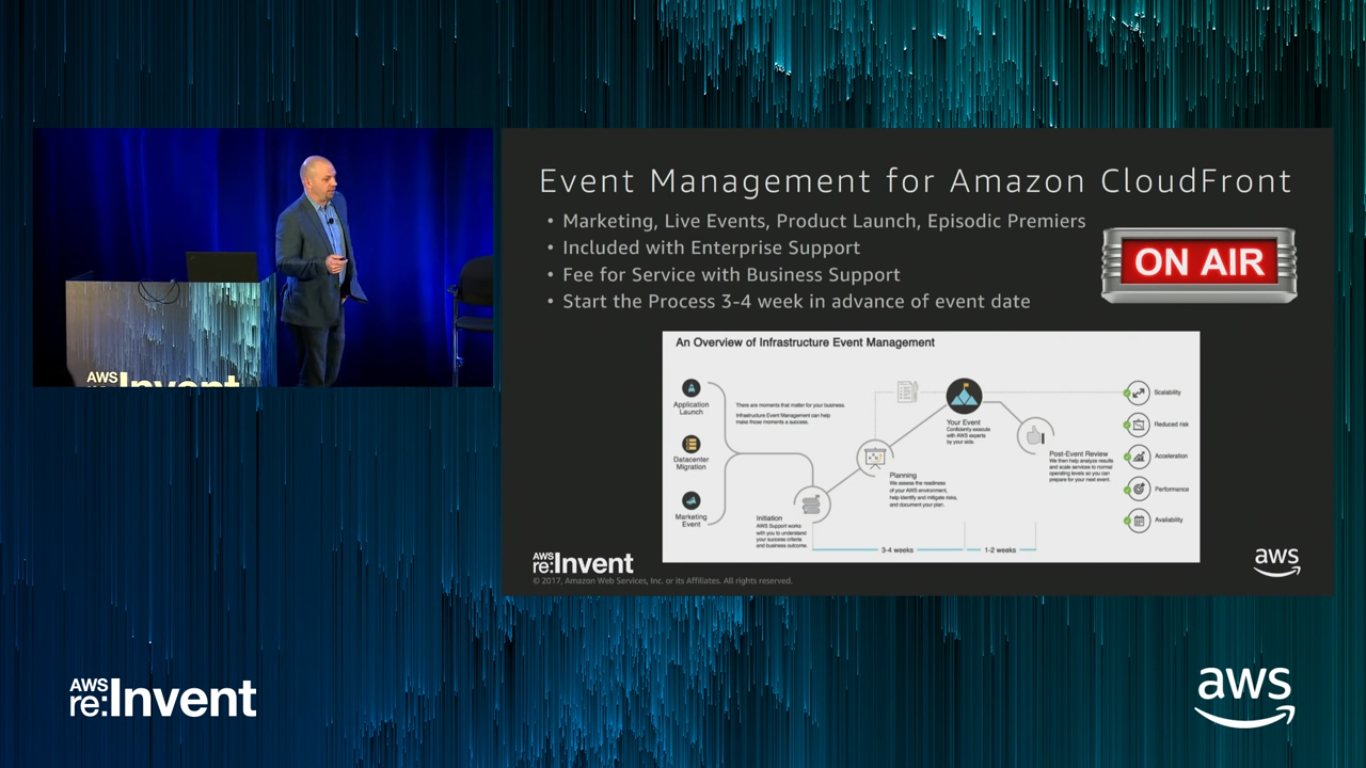 Event Management for Amazon CloudFront
• Marketing, Live Events, Product Launch, Episodic Premiers
• Included with Enterprise Support
• Fee for Service with Business Support
• Start the Process 3-4 week in advance of event date
ON AIR
An Overview of Infrastructure Event Management
Application
Launch
Datacenter
Migration
Marketing
Event
There are moments that matter for your business.
Infrastructure Event Management can help
make those moments a success.
Initiation
AWS Support works
with you to understand
your success criteria
and business outcome.
Planning
We assess the readiness
of your AWS environment,
help identify and mitigate risks,
and document your plan.
Your Event
Confidently execute
with AWS experts
by your side.
Post-Event Review
We then help analyze results
and scale services to normal
operating levels so you can
prepare for your next event.
Scalability
Reduced risk
Acceleration
Performance
Availability
3-4 weeks
1-2 weeks
AWS
re:Invent
© 2017, Amazon Web Services, Inc. or its Affiliates. All rights reserved.
aws
AWS
re:Invent
AWS
re:Invent
aws